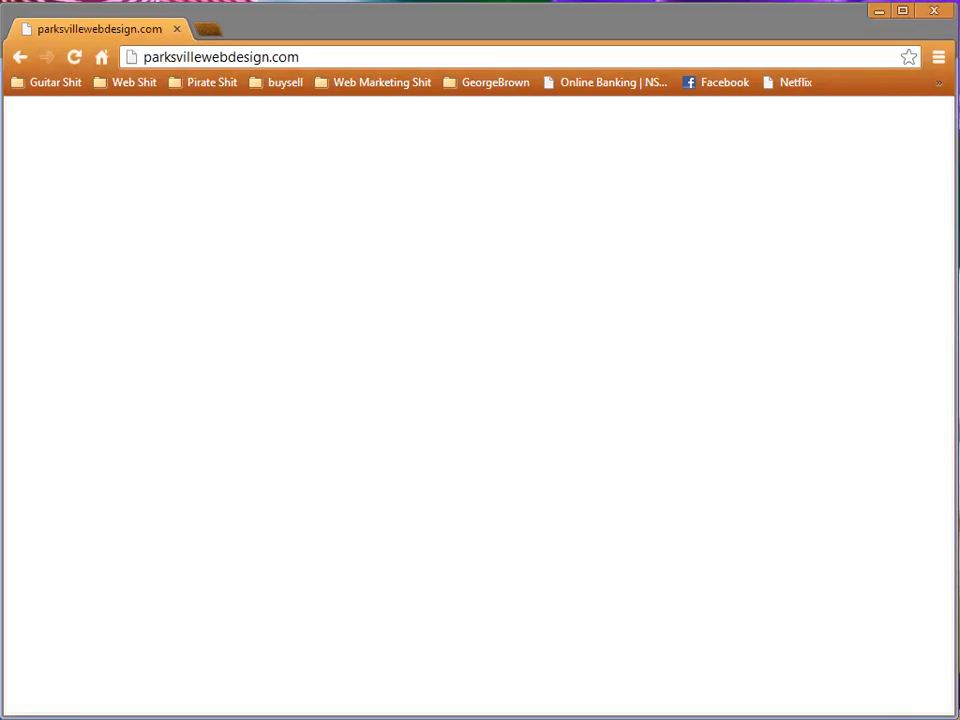 parksvillewebdesign.com
parksvillewebdesign.com
Guitar Shit Web Shit Pirate Shit buysell Web Marketing Shit GeorgeBrown Online Banking | NS... Facebook Netflix »